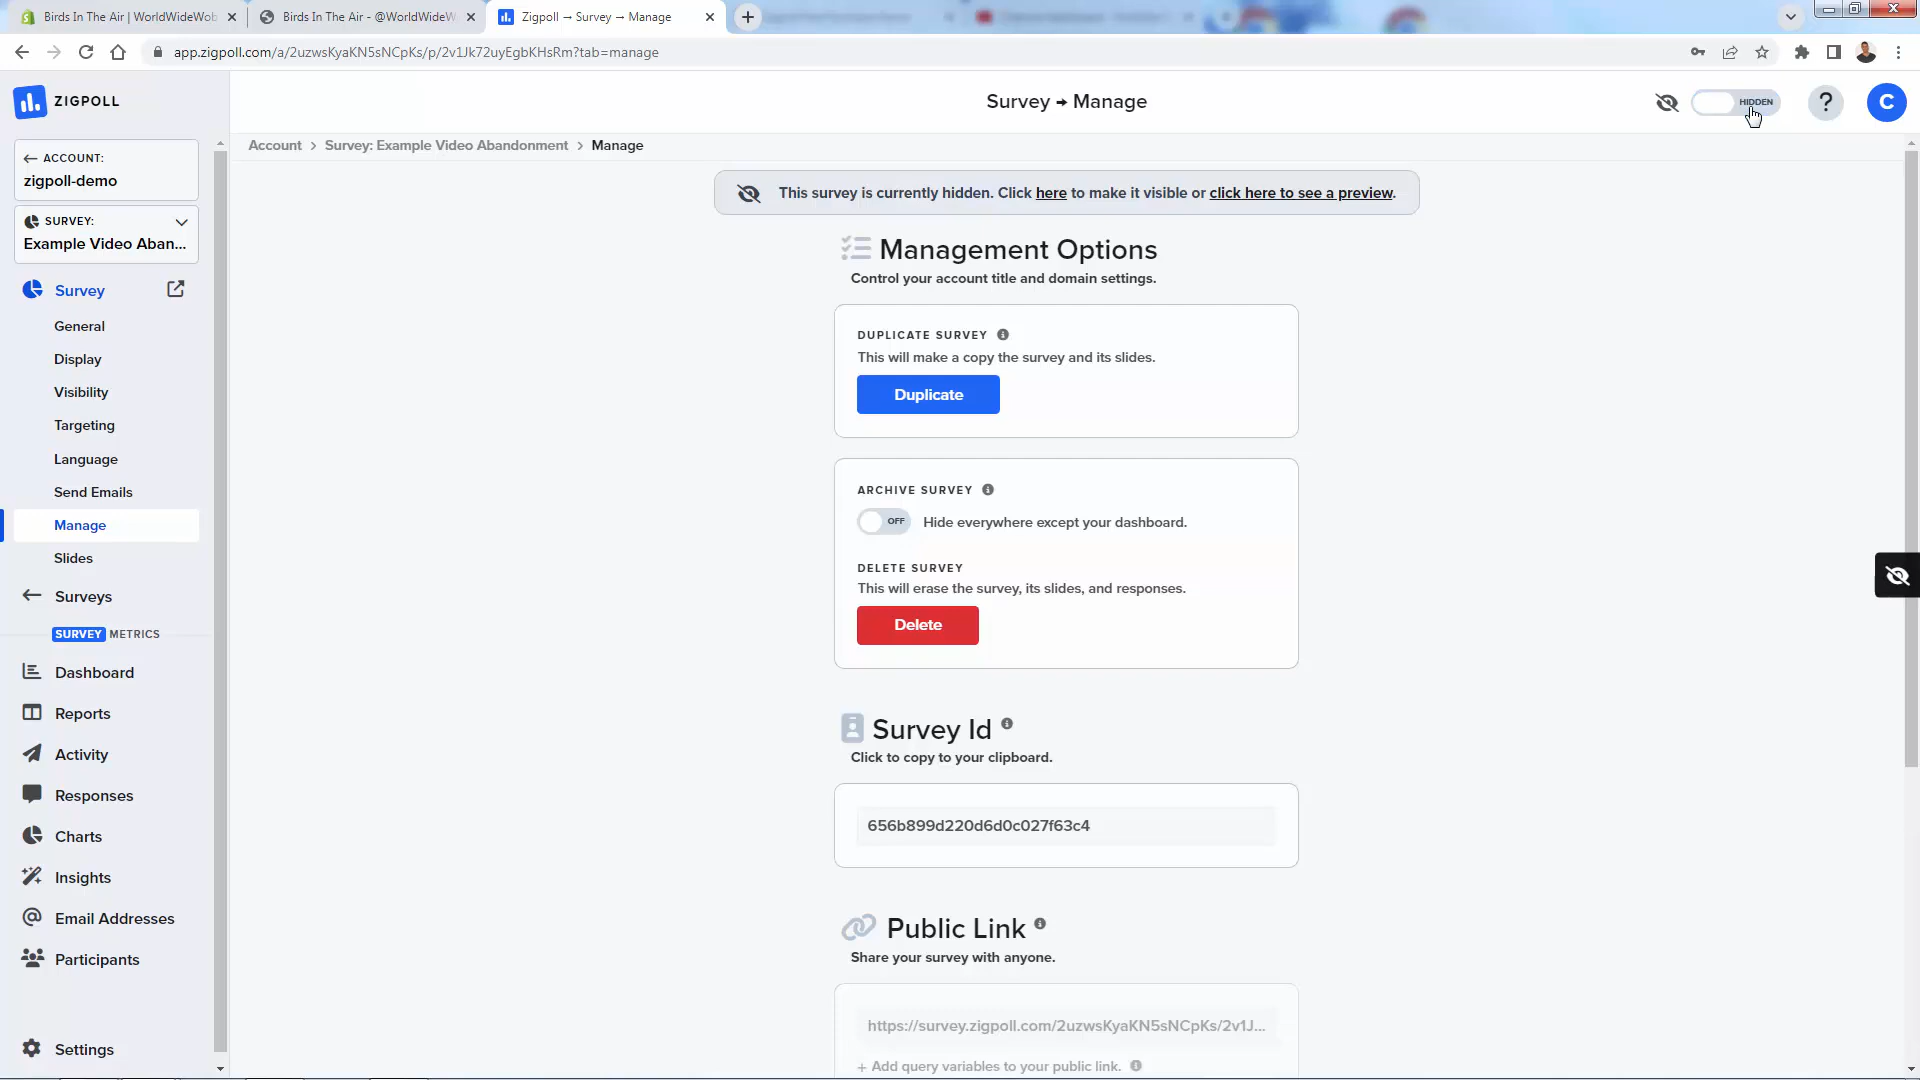 Birds In The Air | WorldWideWob
Birds In The Air - @WorldWideW
Zigpoll → Survey → Manage
app.zigpoll.com/a/2uzwsKyaKN5sNCpKs/p/2v1Jk72uyEgbKHsRm?tab=manage
ZIGPOLL
Survey → Manage
HIDDEN
?
C
ACCOUNT:
zigpoll-demo
Account > Survey: Example Video Abandonment > Manage
This survey is currently hidden. Click here to make it visible or click here to see a preview.
SURVEY:
Example Video Aban...
Survey
General
Display
Visibility
Targeting
Language
Send Emails
Manage
Slides
Surveys
SURVEY METRICS
Dashboard
Reports
Activity
Responses
Charts
Insights
Email Addresses
Participants
Settings
Management Options
Control your account title and domain settings.
DUPLICATE SURVEY
This will make a copy the survey and its slides.
Duplicate
ARCHIVE SURVEY
OFF
Hide everywhere except your dashboard.
DELETE SURVEY
This will erase the survey, its slides, and responses.
Delete
Survey Id
Click to copy to your clipboard.
656b899d220d6d0c027f63c4
Public Link
Share your survey with anyone.
https://survey.zigpoll.com/2uzwsKyaKN5sNCpKs/2v1J...
+ Add query variables to your public link.